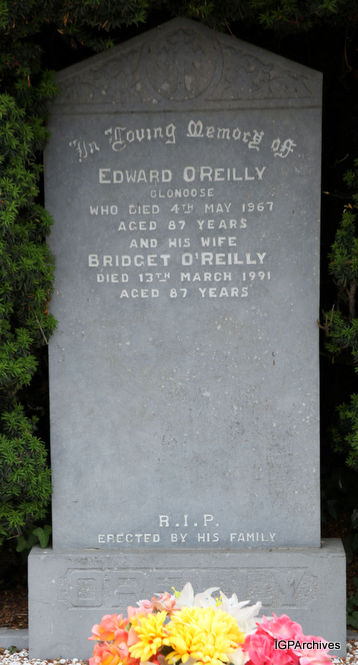 In Loving Memory of
EDWARD O'REILLY
CLONOOSE
WHO DIED 4TH MAY 1967
AGED 87 YEARS
AND HIS WIFE
BRIDGET O'REILLY
DIED 13TH MARCH 1991
AGED 87 YEARS
R.I.P.
ERECTED BY HIS FAMILY
O'REILLY
IGPArchives